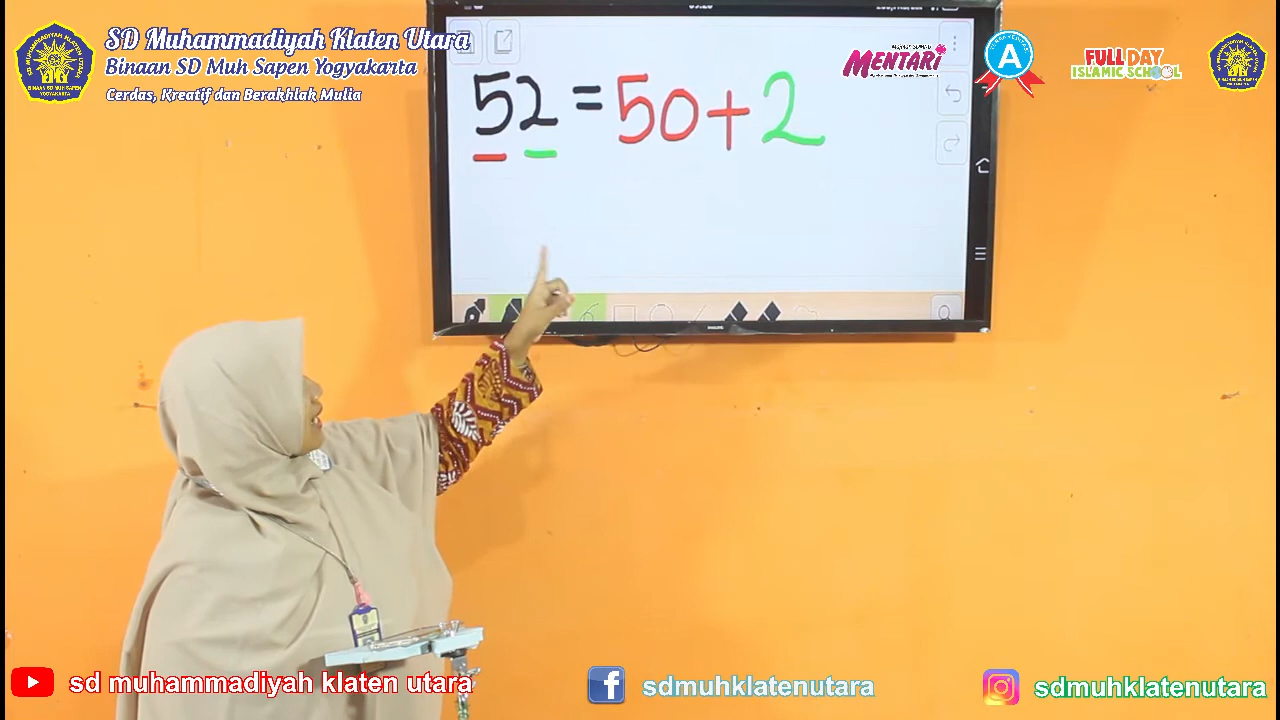 SD Muhammadiyah Klaten Utara
Binaan SD Muh Sapen Yogyakarta
Cerdas, Kreatif dan Berakhlak Mulia
MENTARI
A
FULL DAY
ISLAMIC SCHOOL
52 = 50 + 2
sd muhammadiyah klaten utara
sdmuhklatenutara
sdmuhklatenutara